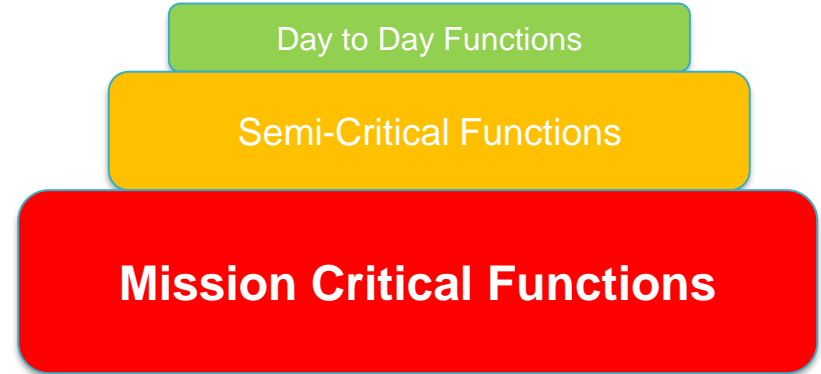 Day to Day Functions
Semi-Critical Functions
Mission Critical Functions